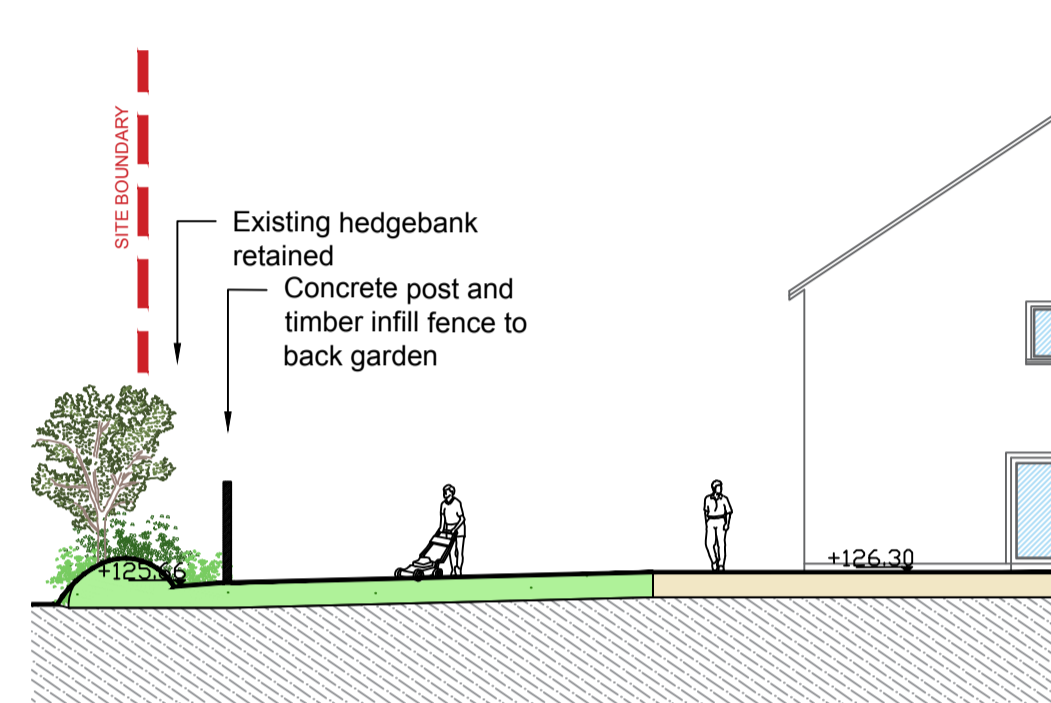 SITE BOUNDARY
Existing hedgebank
retained
Concrete post and
timber infill fence to
back garden
+125.66
+126.30